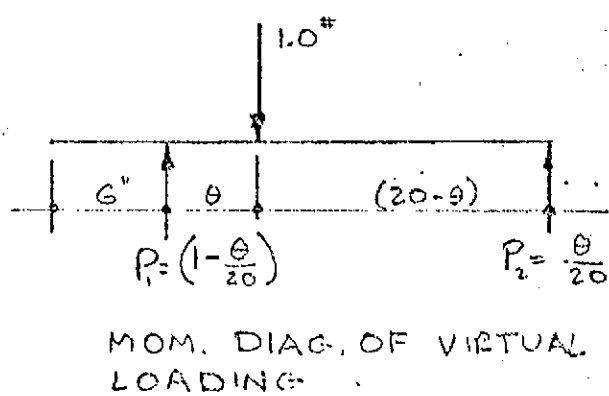 1.0#
6" θ (20-θ)
P₁=(1-θ/20) P₂= θ/20
MOM. DIAG. OF VIRTUAL
LOADING